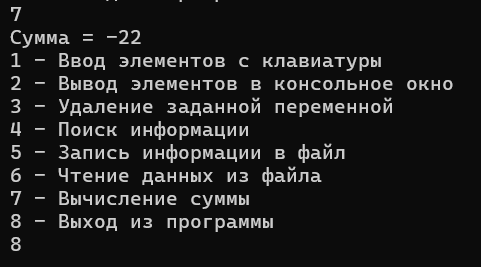 7
Сумма = -22
1 - Ввод элементов с клавиатуры
2 - Вывод элементов в консольное окно
3 - Удаление заданной переменной
4 - Поиск информации
5 - Запись информации в файл
6 - Чтение данных из файла
7 - Вычисление суммы
8 - Выход из программы
8